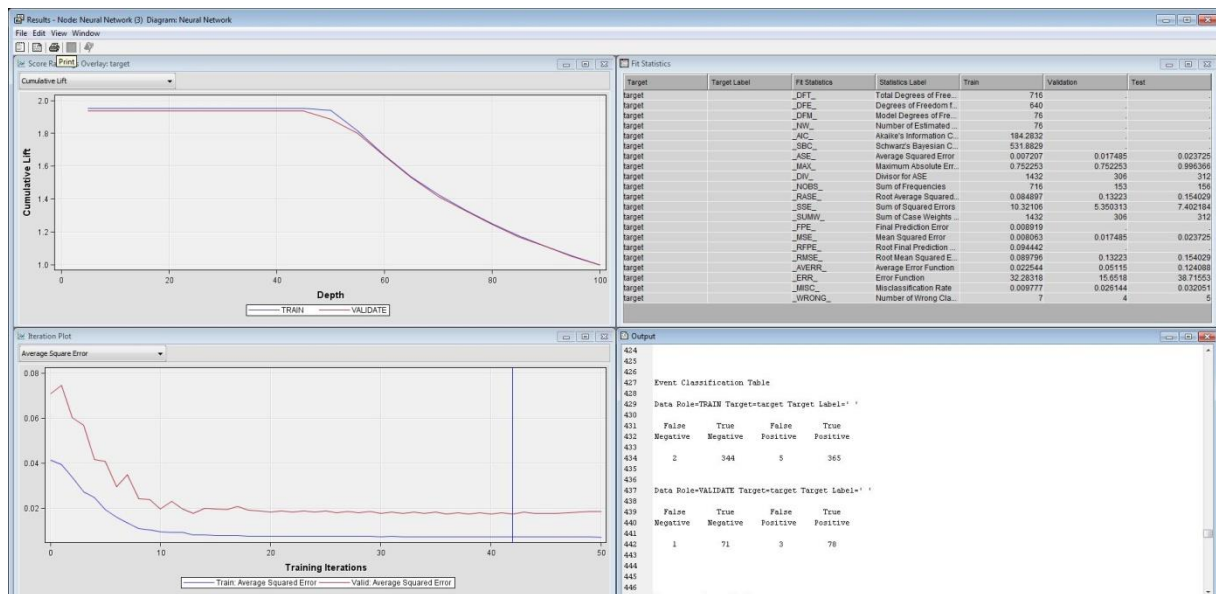 Results - Node: Neural Network (3) Diagram: Neural Network
File Edit View Window
Print
Score Ra Overlay: target
Cumulative Lift
2.0
1.8
1.6
1.4
1.2
1.0
Cumulative Lift
0 20 40 60 80 100
Depth
TRAIN VALIDATE
Fit Statistics
Target Target Label Fit Statistics Statistics Label Train Validation Test
target _DFT_ Total Degrees of Free... 716 . .
target _DFE_ Degrees of Freedom f... 640 . .
target _DFM_ Model Degrees of Fre... 76 . .
target _NW_ Number of Estimated ... 76 . .
target _AIC_ Akaike's Information C... 184.2832 . .
target _SBC_ Schwarz's Bayesian C... 531.8829 . .
target _ASE_ Average Squared Error 0.007207 0.017485 0.023725
target _MAX_ Maximum Absolute Err... 0.752253 0.752253 0.996366
target _DIV_ Divisor for ASE 1432 306 312
target _NOBS_ Sum of Frequencies 716 153 156
target _RASE_ Root Average Squared... 0.084897 0.13223 0.154029
target _SSE_ Sum of Squared Errors 10.32106 5.350313 7.402184
target _SUMW_ Sum of Case Weights ... 1432 306 312
target _FPE_ Final Prediction Error 0.008919 . .
target _MSE_ Mean Squared Error 0.008063 0.017485 0.023725
target _RFPE_ Root Final Prediction ... 0.094442 . .
target _RMSE_ Root Mean Squared E... 0.089796 0.13223 0.154029
target _AVERR_ Average Error Function 0.022544 0.05115 0.124088
target _ERR_ Error Function 32.28318 15.6518 38.71553
target _MISC_ Misclassification Rate 0.009777 0.026144 0.032051
target _WRONG_ Number of Wrong Cla... 7 4 5
Iteration Plot
Average Square Error
0.08
0.06
0.04
0.02
0 10 20 30 40 50
Training Iterations
Train: Average Squared Error Valid: Average Squared Error
Output
424
425
426
427 Event Classification Table
428
429 Data Role=TRAIN Target=target Target Label=' '
430
431 False True False True
432 Negative Negative Positive Positive
433
434 2 344 5 365
435
436
437 Data Role=VALIDATE Target=target Target Label=' '
438
439 False True False True
440 Negative Negative Positive Positive
441
442 1 71 3 78
443
444
445
446